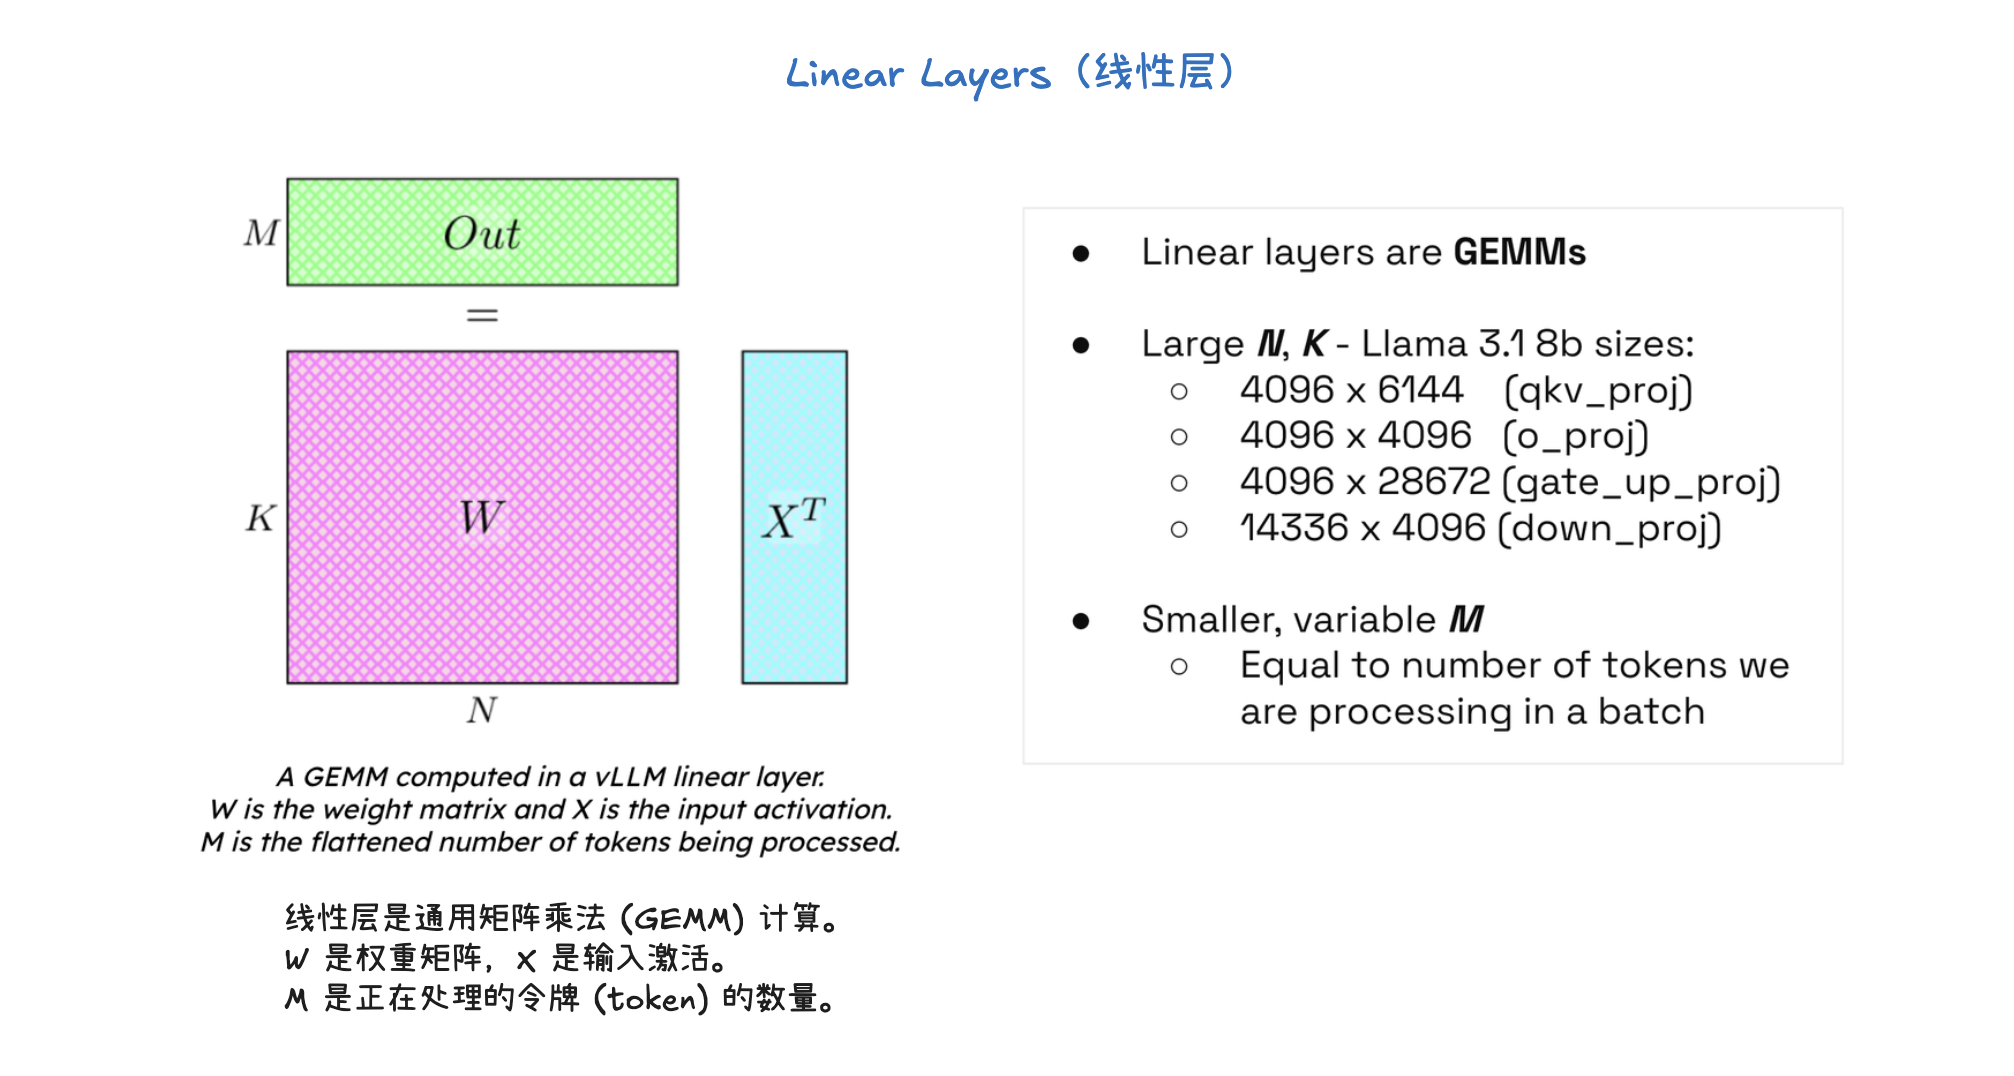 Linear Layers（线性层）
M
Out
=
K
W
X^T
N
A GEMM computed in a vLLM linear layer.
W is the weight matrix and X is the input activation.
M is the flattened number of tokens being processed.
线性层是通用矩阵乘法 (GEMM) 计算。
W 是权重矩阵，X 是输入激活。
M 是正在处理的令牌 (token) 的数量。
● Linear layers are GEMMs
● Large N, K - Llama 3.1 8b sizes:
○ 4096 x 6144 (qkv_proj)
○ 4096 x 4096 (o_proj)
○ 4096 x 28672 (gate_up_proj)
○ 14336 x 4096 (down_proj)
● Smaller, variable M
○ Equal to number of tokens we
are processing in a batch